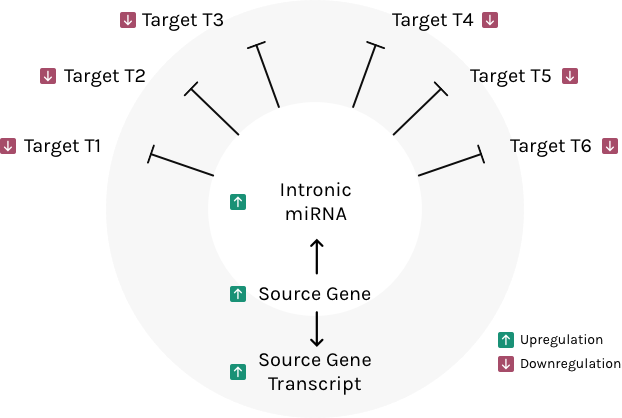 Target T3
Target T4
Target T2
Target T5
Target T1
Target T6
Intronic
miRNA
Source Gene
Source Gene
Transcript
Upregulation
Downregulation